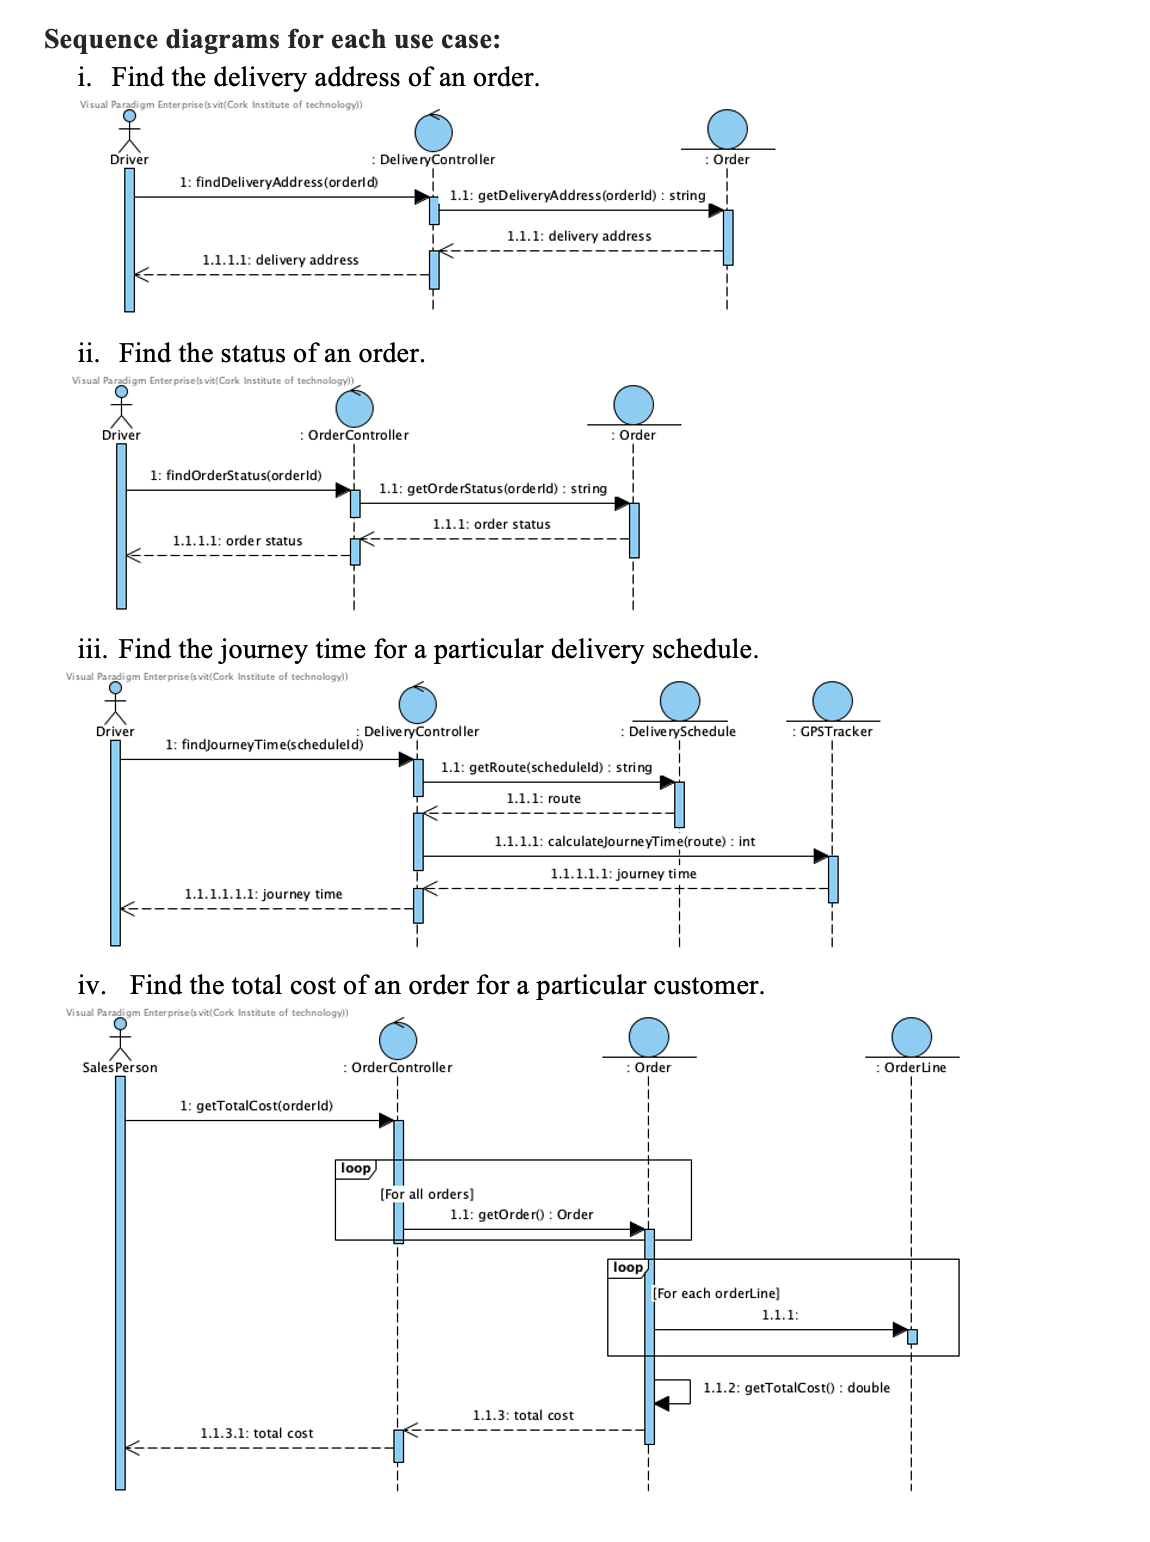 Sequence diagrams for each use case:
i. Find the delivery address of an order.
Visual Paradigm Enterprise(svit(Cork Institute of technology))
Driver
: DeliveryController
: Order
1: findDeliveryAddress(orderId)
1.1: getDeliveryAddress(orderId) : string
1.1.1: delivery address
1.1.1.1: delivery address
ii. Find the status of an order.
Visual Paradigm Enterprise(svit(Cork Institute of technology))
Driver
: OrderController
: Order
1: findOrderStatus(orderId)
1.1: getOrderStatus(orderId) : string
1.1.1: order status
1.1.1.1: order status
iii. Find the journey time for a particular delivery schedule.
Visual Paradigm Enterprise(svit(Cork Institute of technology))
Driver
: DeliveryController
: DeliverySchedule
: GPSTracker
1: findJourneyTime(scheduleId)
1.1: getRoute(scheduleId) : string
1.1.1: route
1.1.1.1: calculateJourneyTime(route) : int
1.1.1.1.1: journey time
1.1.1.1.1.1: journey time
iv. Find the total cost of an order for a particular customer.
Visual Paradigm Enterprise(svit(Cork Institute of technology))
SalesPerson
: OrderController
: Order
: OrderLine
1: getTotalCost(orderId)
loop
[For all orders]
1.1: getOrder() : Order
loop
[For each orderLine]
1.1.1:
1.1.2: getTotalCost() : double
1.1.3: total cost
1.1.3.1: total cost